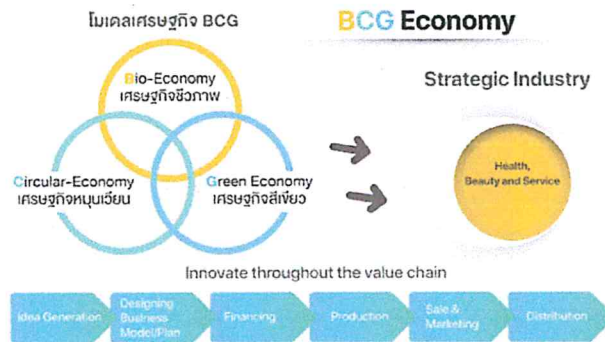 โมเดลเศรษฐกิจ BCG
BCG Economy
Bio-Economy
เศรษฐกิจชีวภาพ
Circular-Economy
เศรษฐกิจหมุนเวียน
Green Economy
เศรษฐกิจสีเขียว
Strategic Industry
Health,
Beauty and Service
Innovate throughout the value chain
Idea Generation
Designing
Business
Model/Plan
Financing
Production
Sale &
Marketing
Distribution